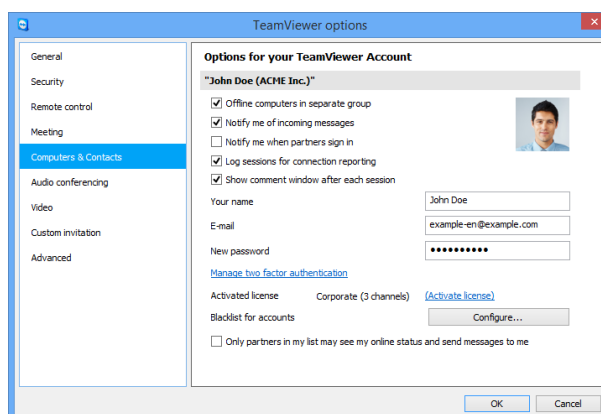 TeamViewer options
General
Security
Remote control
Meeting
Computers & Contacts
Audio conferencing
Video
Custom invitation
Advanced
Options for your TeamViewer Account
"John Doe (ACME Inc.)"
Offline computers in separate group
Notify me of incoming messages
Notify me when partners sign in
Log sessions for connection reporting
Show comment window after each session
Your name John Doe
E-mail example-en@example.com
New password ••••••••••
Manage two factor authentication
Activated license Corporate (3 channels) (Activate license)
Blacklist for accounts Configure...
Only partners in my list may see my online status and send messages to me
OK Cancel